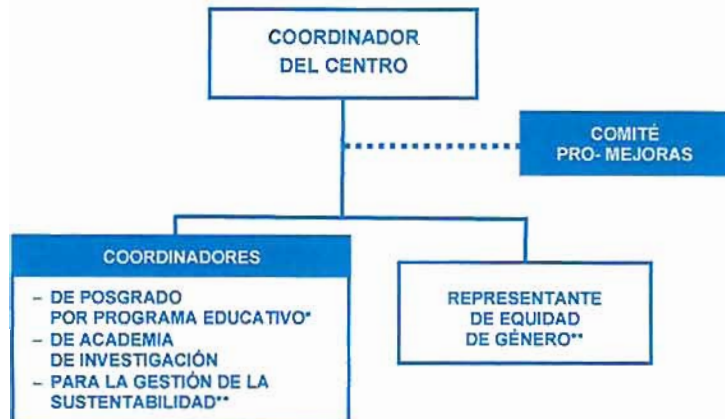 COORDINADOR
DEL CENTRO
COMITÉ
PRO- MEJORAS
COORDINADORES
– DE POSGRADO
POR PROGRAMA EDUCATIVO*
– DE ACADEMIA
DE INVESTIGACIÓN
– PARA LA GESTIÓN DE LA
SUSTENTABILIDAD**
REPRESENTANTE
DE EQUIDAD
DE GÉNERO**